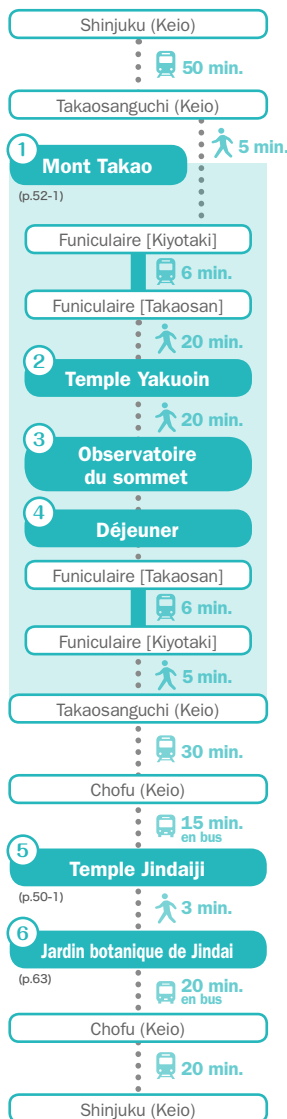 Shinjuku (Keio)
50 min.
Takaosanguchi (Keio)
5 min.
1
Mont Takao
(p.52-1)
Funiculaire [Kiyotaki]
6 min.
Funiculaire [Takaosan]
20 min.
2
Temple Yakuoin
20 min.
3
Observatoire
du sommet
4
Déjeuner
Funiculaire [Takaosan]
6 min.
Funiculaire [Kiyotaki]
5 min.
Takaosanguchi (Keio)
30 min.
Chofu (Keio)
15 min.
en bus
5
Temple Jindaiji
(p.50-1)
3 min.
6
Jardin botanique de Jindai
(p.63)
20 min.
en bus
Chofu (Keio)
20 min.
Shinjuku (Keio)